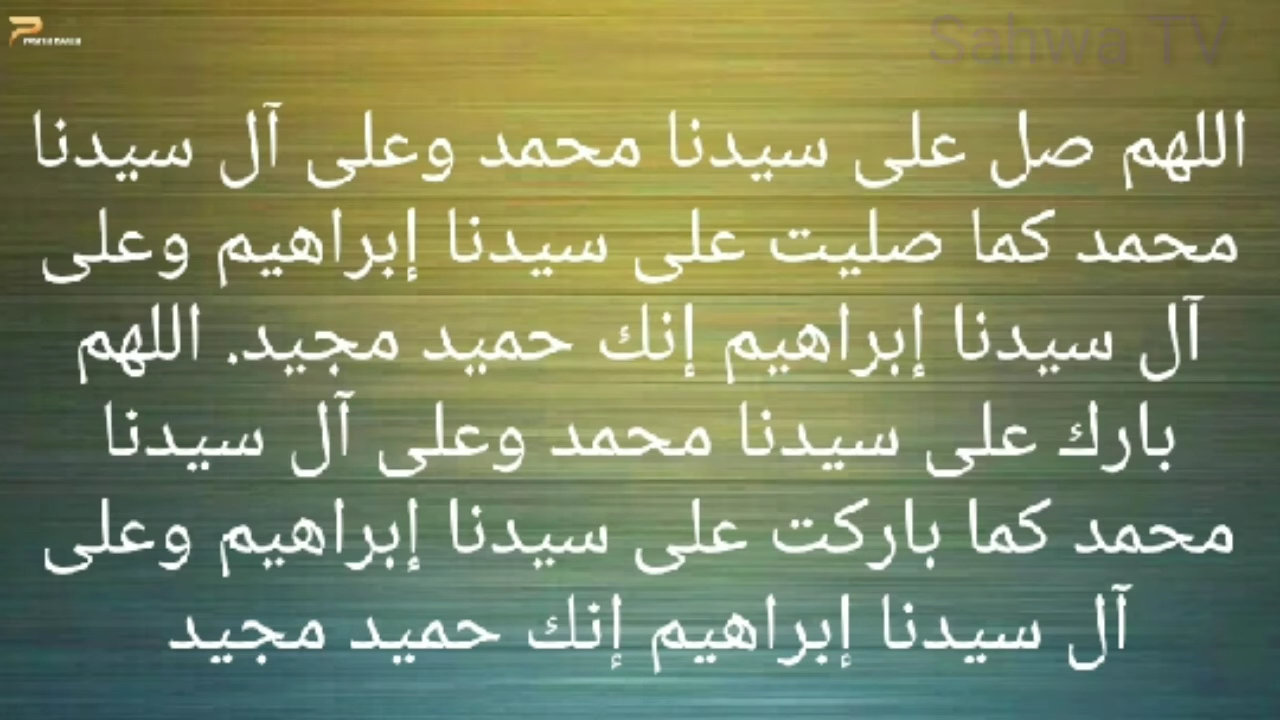 Sahwa TV
اللهم صل على سيدنا محمد وعلى آل سيدنا
محمد كما صليت على سيدنا إبراهيم وعلى
آل سيدنا إبراهيم إنك حميد مجيد. اللهم
بارك على سيدنا محمد وعلى آل سيدنا
محمد كما باركت على سيدنا إبراهيم وعلى
آل سيدنا إبراهيم إنك حميد مجيد